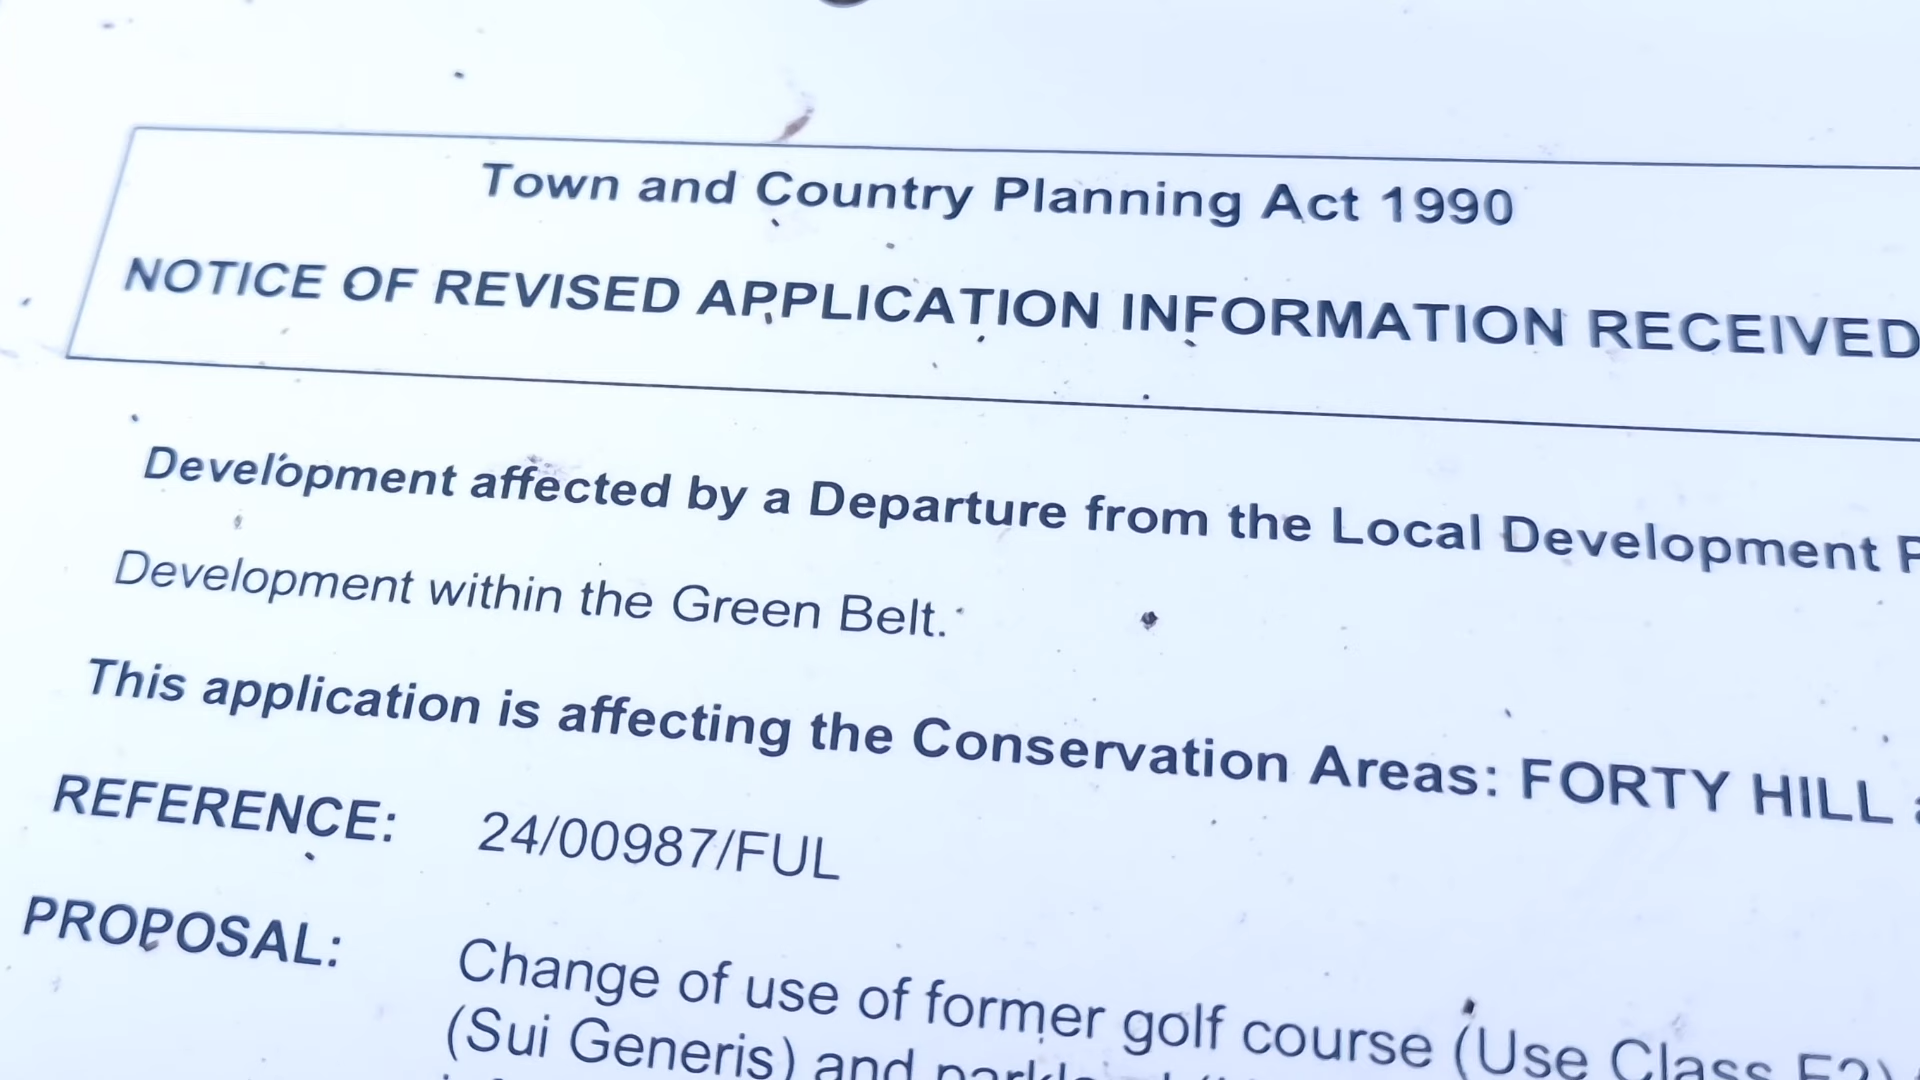 Town and Country Planning Act 1990
NOTICE OF REVISED APPLICATION INFORMATION RECEIVED
Development affected by a Departure from the Local Development
Development within the Green Belt.
This application is affecting the Conservation Areas: FORTY HILL
REFERENCE: 24/00987/FUL
PROPOSAL: Change of use of former golf course (Use Class F2)
(Sui Generis) and